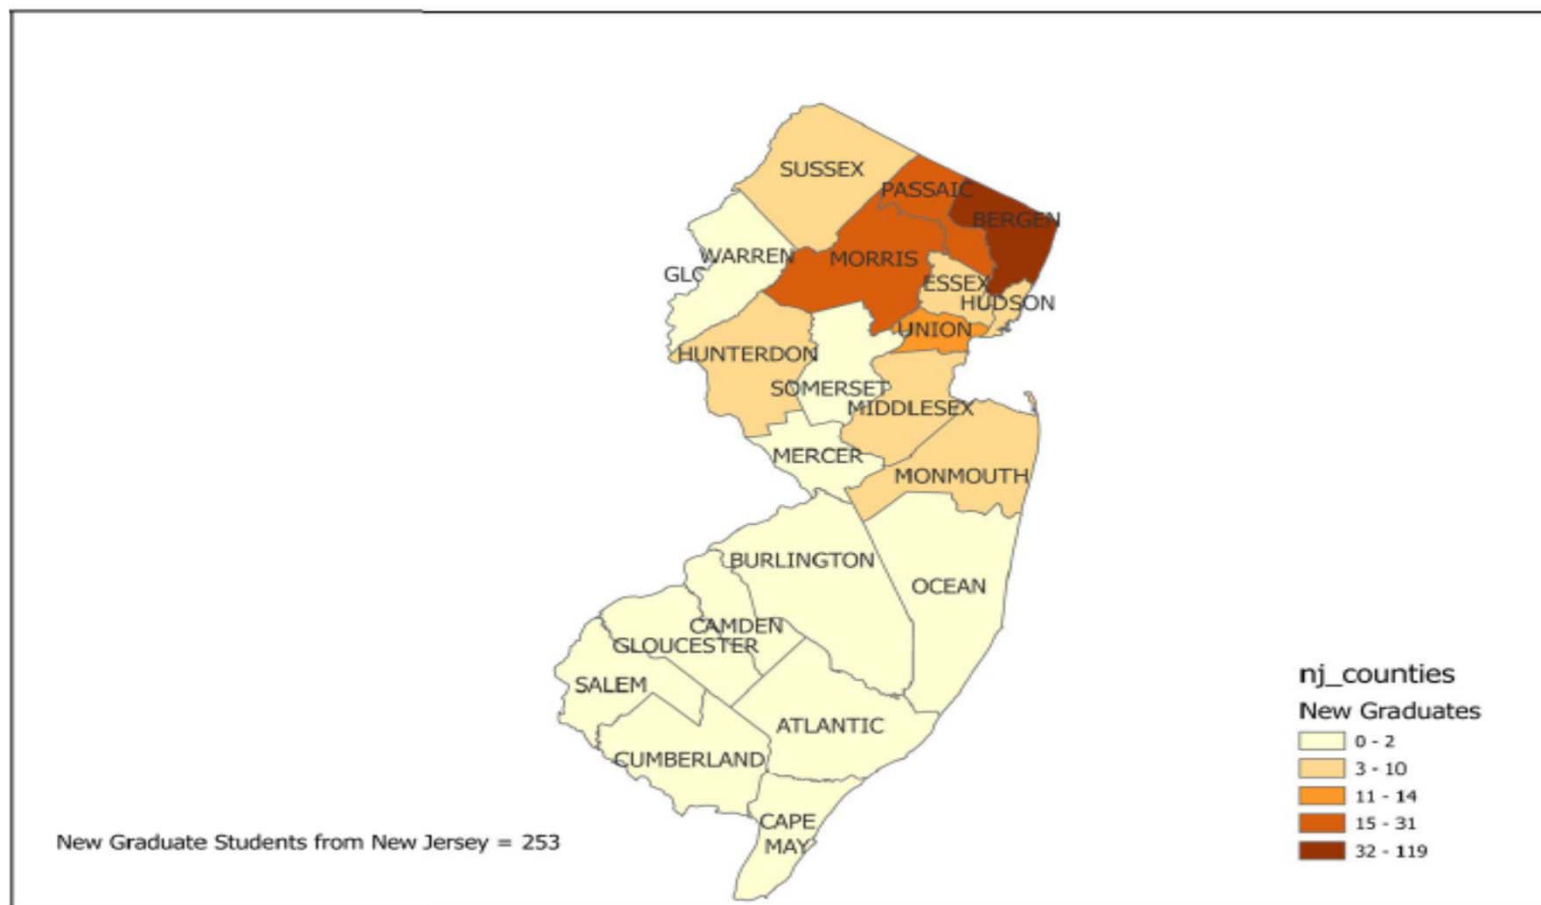 SUSSEX
PASSAIC
BERGEN
WARREN
GLO
MORRIS
ESSEX
HUDSON
UNION
HUNTERDON
SOMERSET
MIDDLESEX
MERCER
MONMOUTH
BURLINGTON
OCEAN
CAMDEN
GLOUCESTER
SALEM
ATLANTIC
CUMBERLAND
CAPE
MAY
nj_counties
New Graduates
0 - 2
3 - 10
11 - 14
15 - 31
32 - 119
New Graduate Students from New Jersey = 253